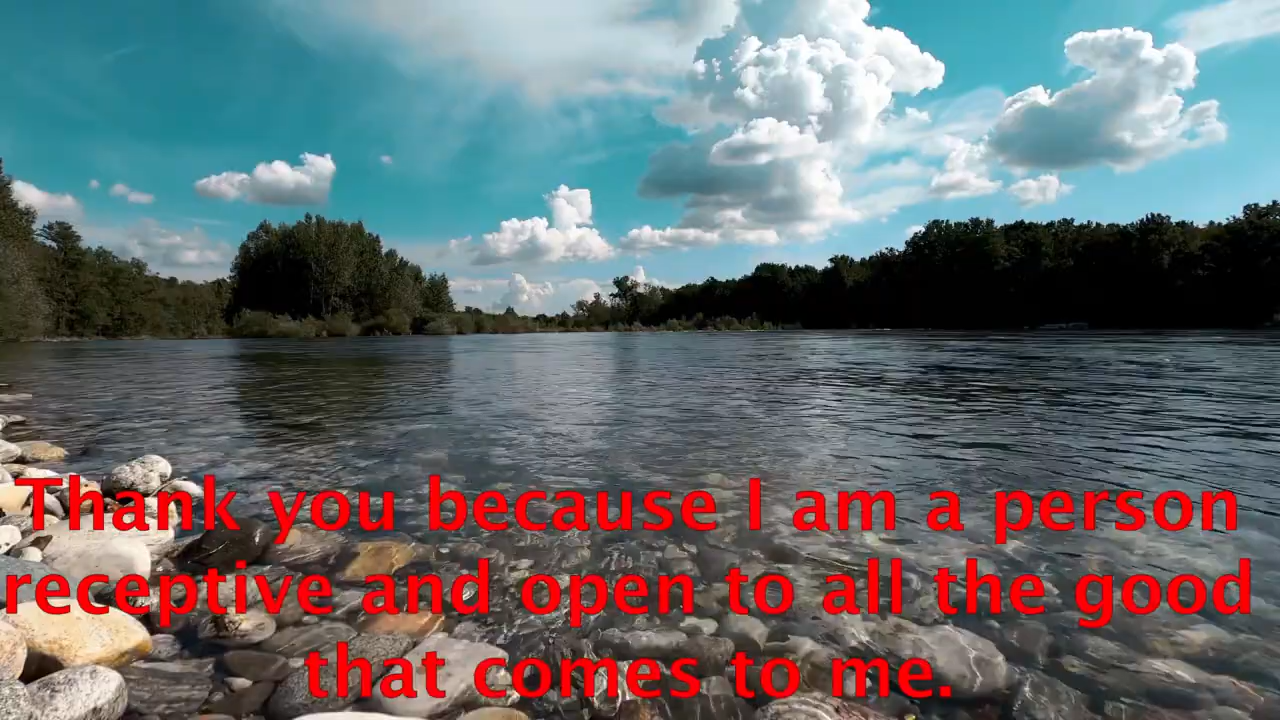 Thank you because I am a person
receptive and open to all the good
that comes to me.